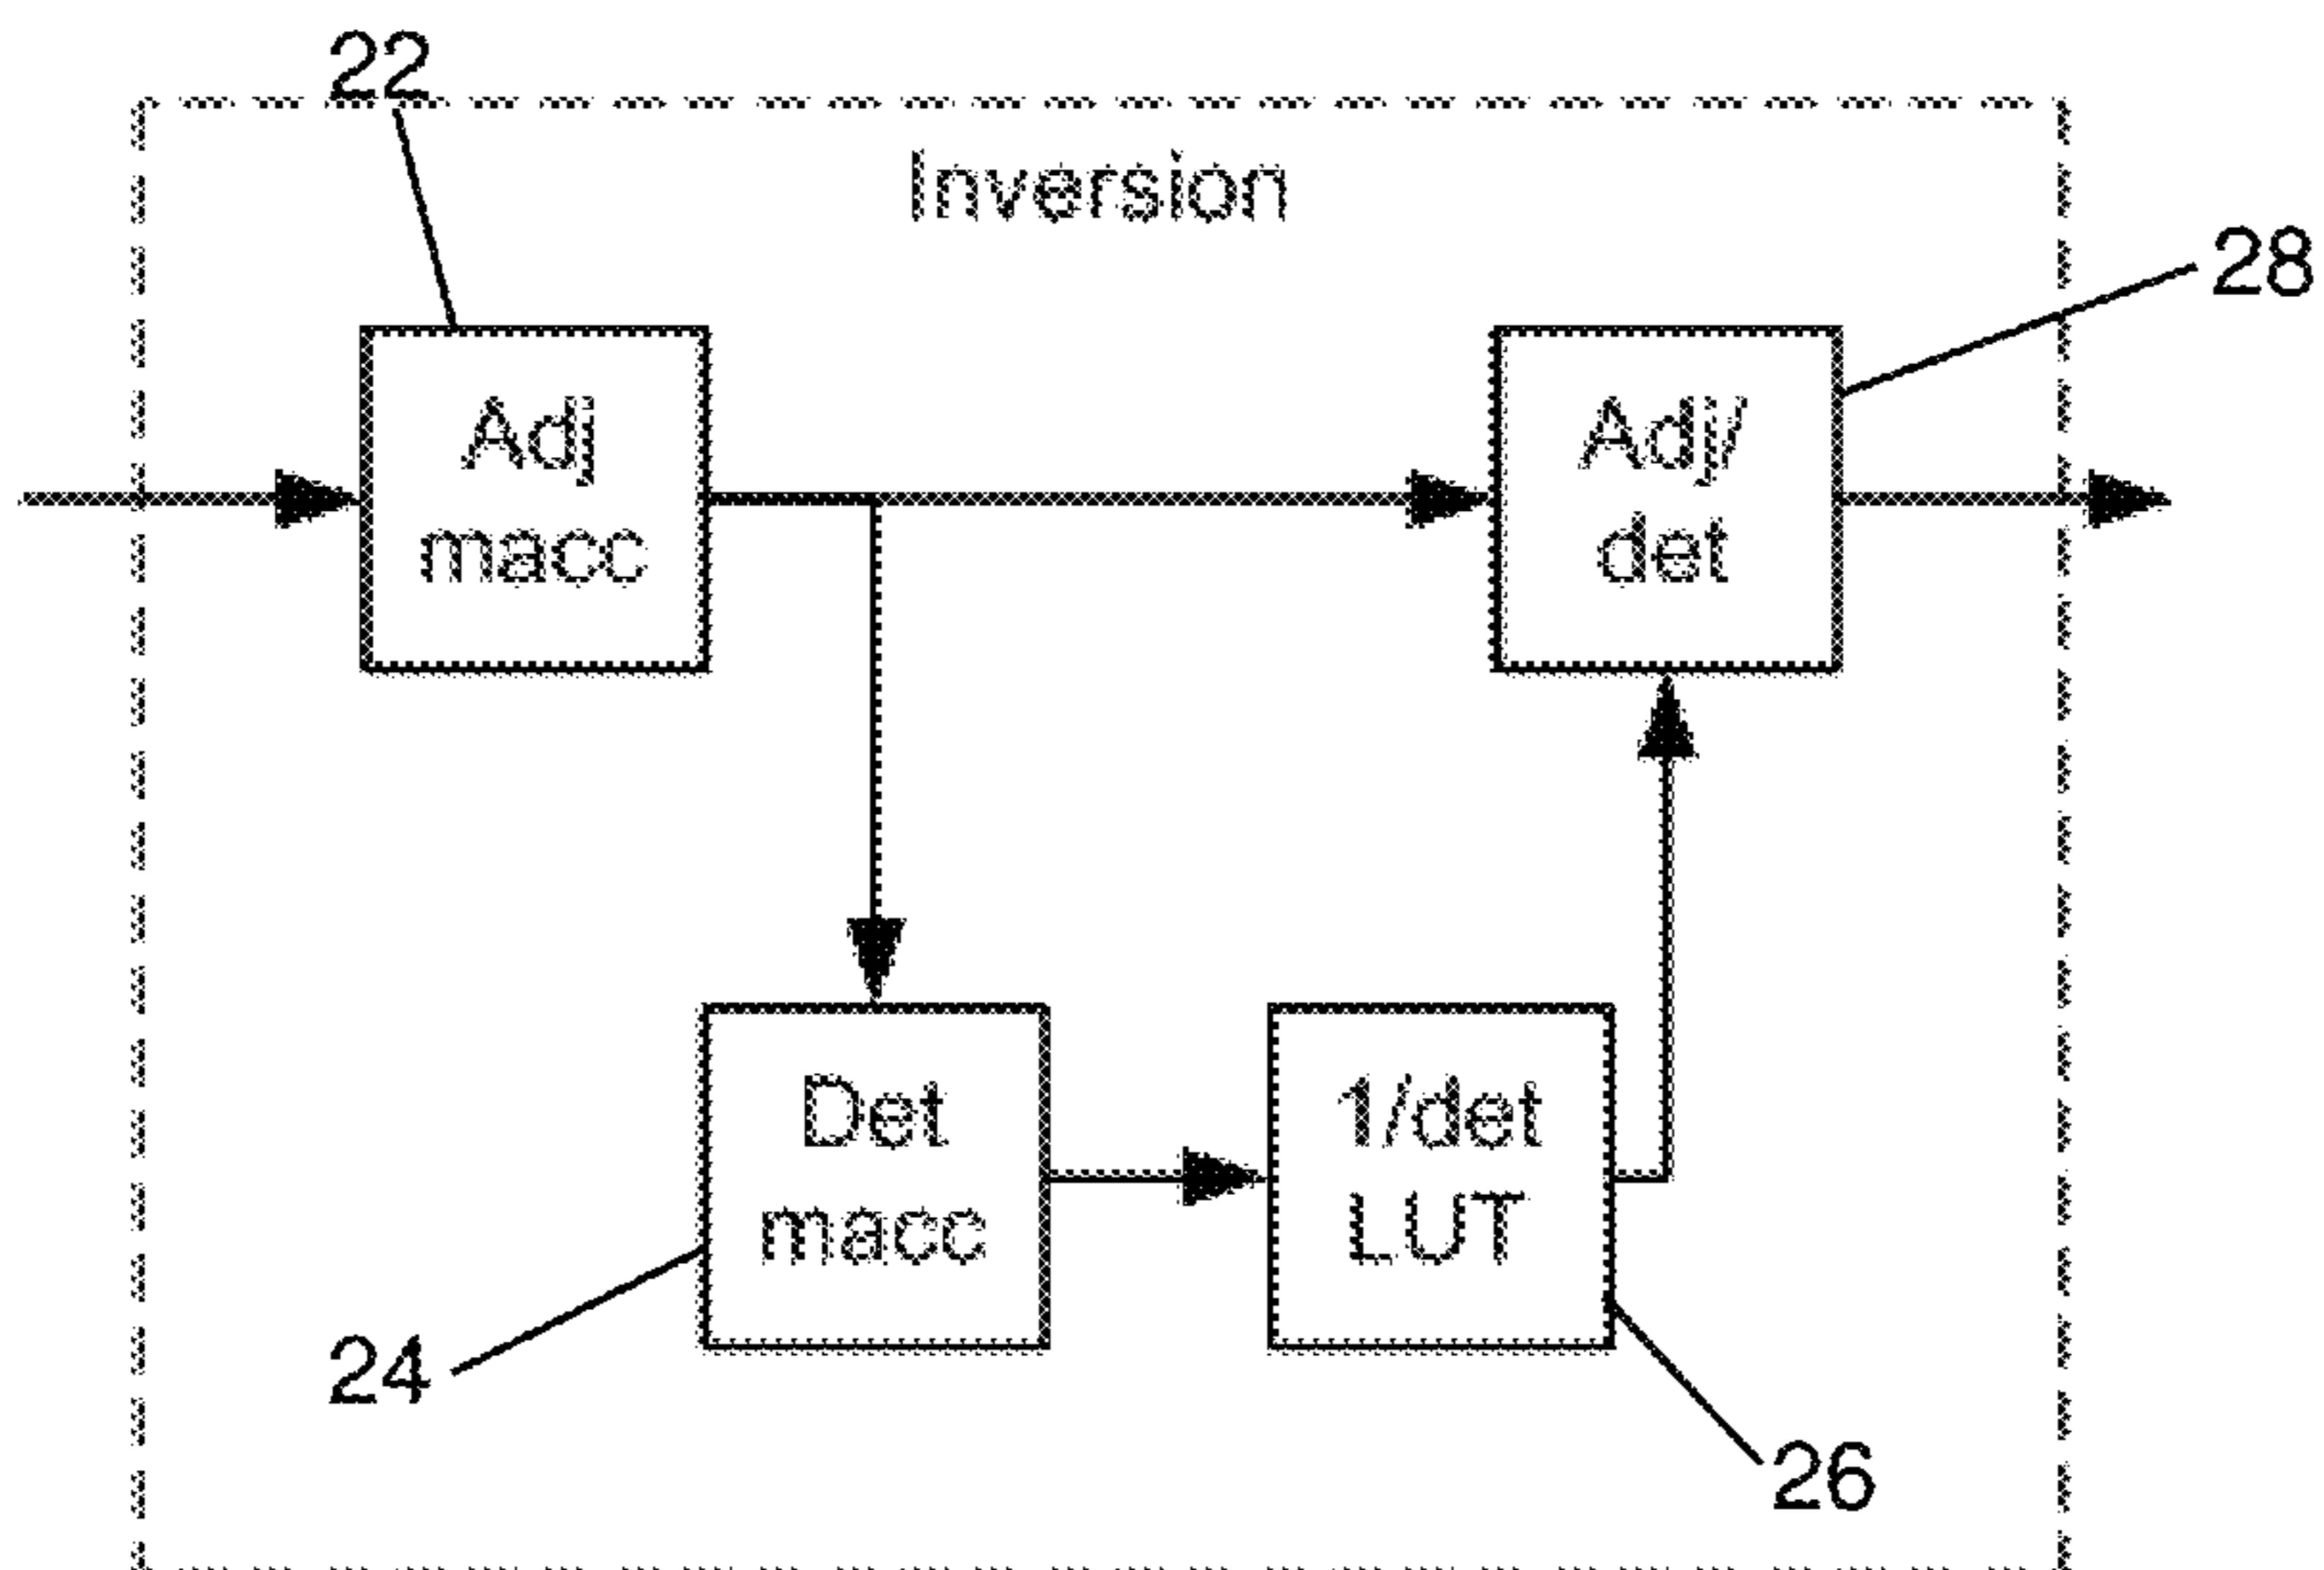 22
Inversion
28
Adj
macc
Adj/
det
Det
macc
1/det
LUT
24
26